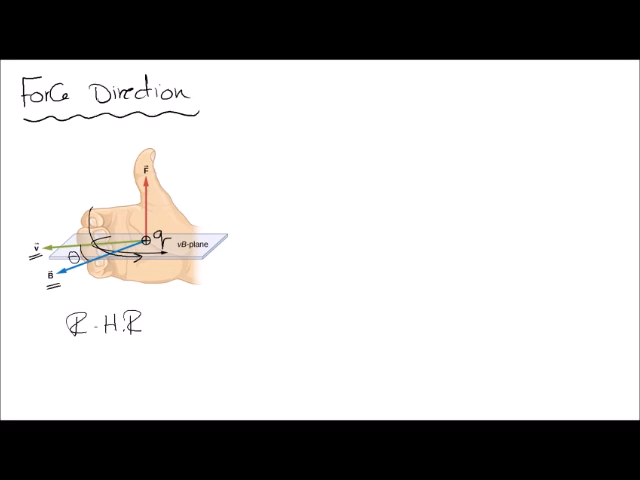 Force Direction
F
q
vB-plane
v
θ
B
R.H.R